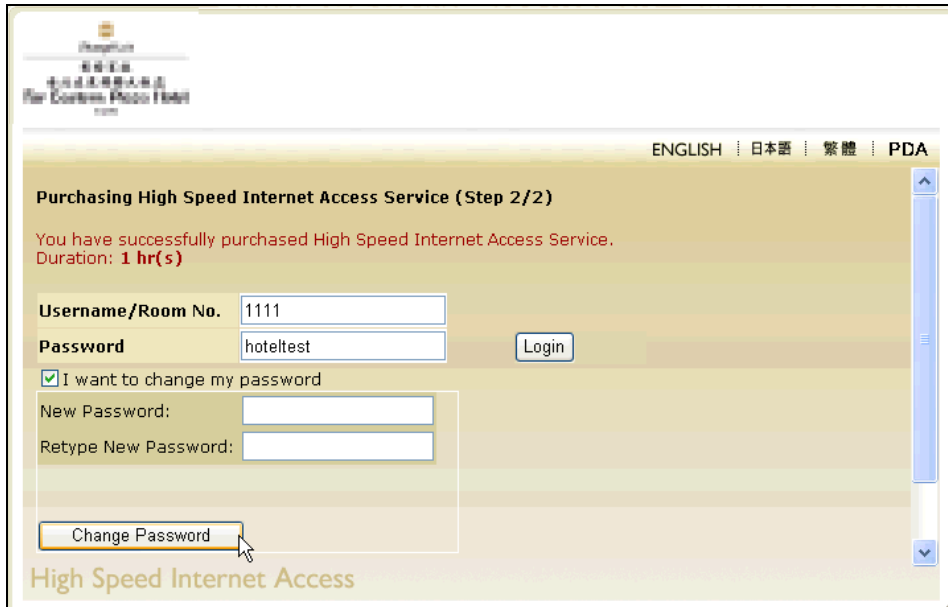 ENGLISH 日本語 繁體 PDA
Purchasing High Speed Internet Access Service (Step 2/2)
You have successfully purchased High Speed Internet Access Service.
Duration: 1 hr(s)
Username/Room No. 1111
Password hoteltest Login
I want to change my password
New Password:
Retype New Password:
Change Password
High Speed Internet Access